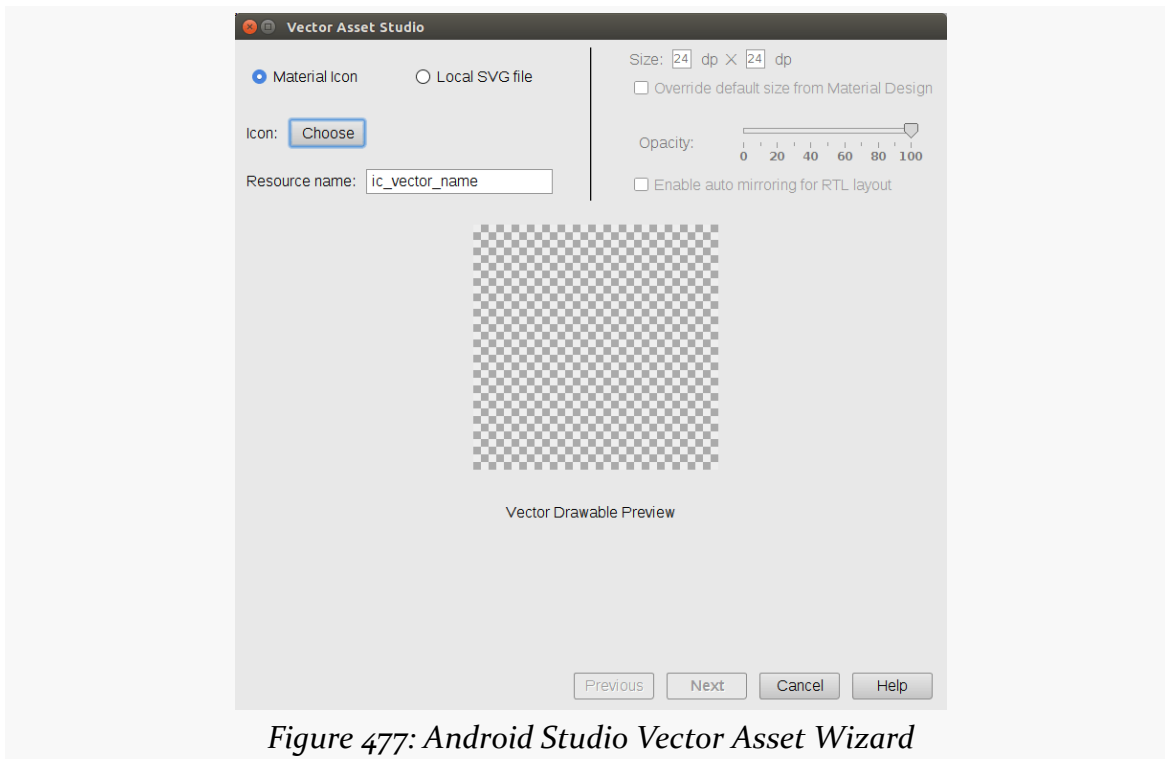 Vector Asset Studio
Material Icon
Local SVG file
Icon:
Choose
Resource name:
ic_vector_name
Size: 24 dp X 24 dp
Override default size from Material Design
Opacity:
0 20 40 60 80 100
Enable auto mirroring for RTL layout
Vector Drawable Preview
Previous
Next
Cancel
Help
Figure 477: Android Studio Vector Asset Wizard